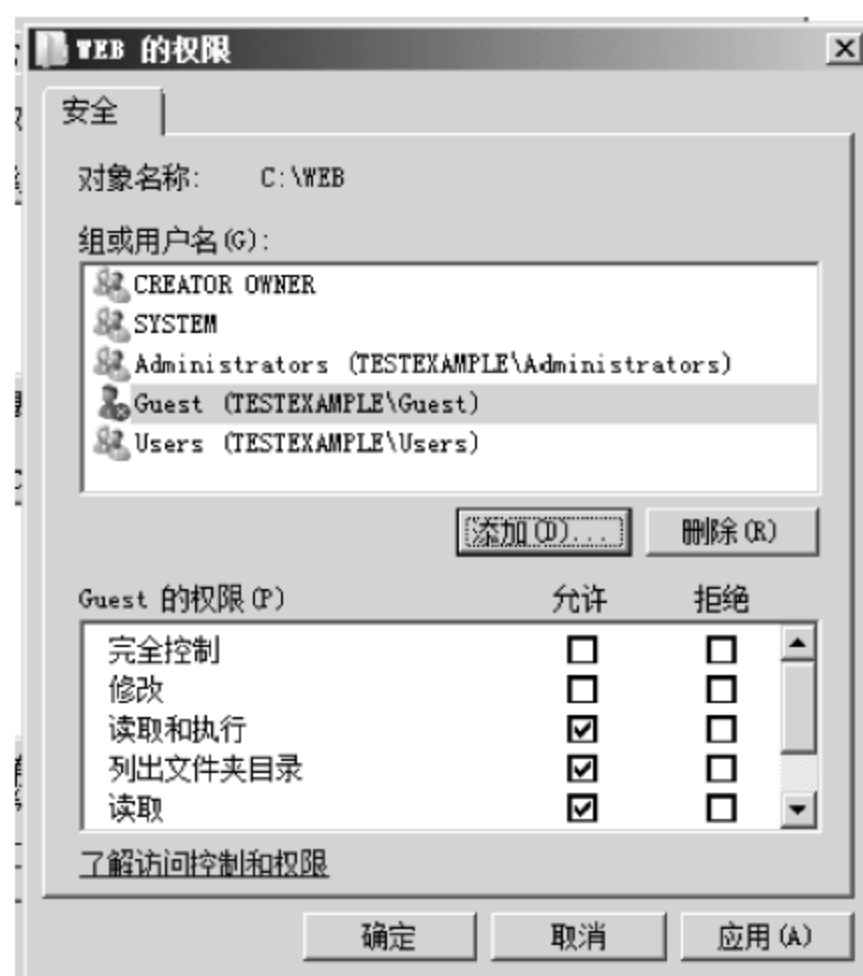 WEB 的权限
安全
对象名称: C:\WEB
组或用户名(G):
CREATOR OWNER
SYSTEM
Administrators (TESTEXAMPLE\Administrators)
Guest (TESTEXAMPLE\Guest)
Users (TESTEXAMPLE\Users)
添加(D)... 删除(R)
Guest 的权限(P) 允许 拒绝
完全控制
修改
读取和执行
列出文件夹目录
读取
了解访问控制和权限
确定 取消 应用(A)